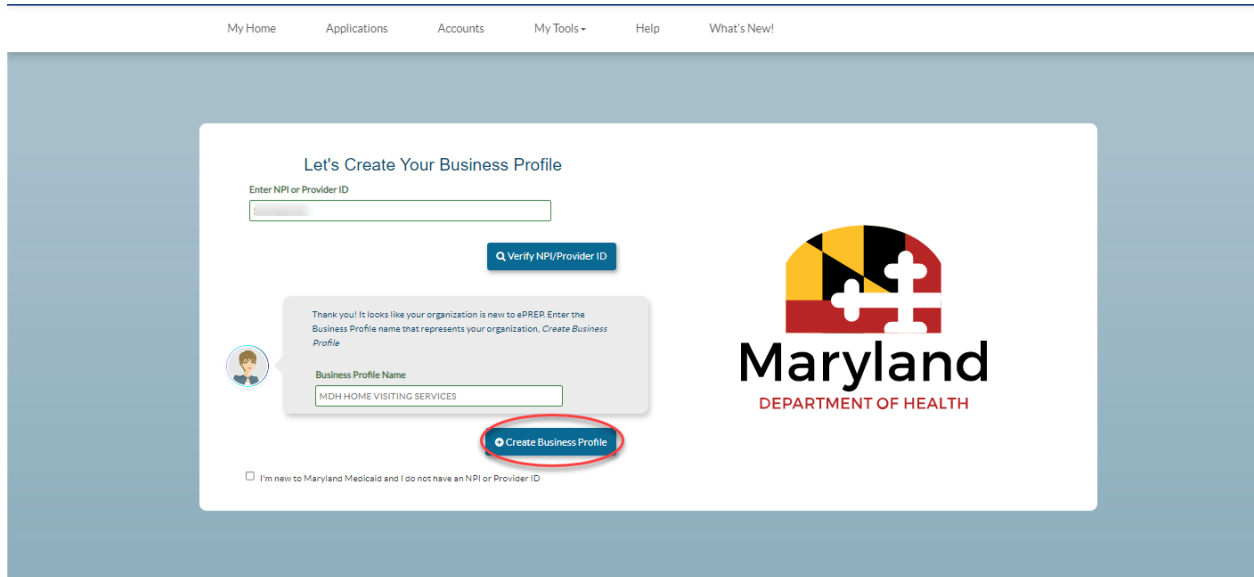 My Home Applications Accounts My Tools Help What's New!
Let's Create Your Business Profile
Enter NPI or Provider ID
Verify NPI/Provider ID
Thank you! It looks like your organization is new to ePREP. Enter the
Business Profile name that represents your organization, Create Business
Profile
Business Profile Name
MDH HOME VISITING SERVICES
Create Business Profile
I'm new to Maryland Medicaid and I do not have an NPI or Provider ID
Maryland
DEPARTMENT OF HEALTH